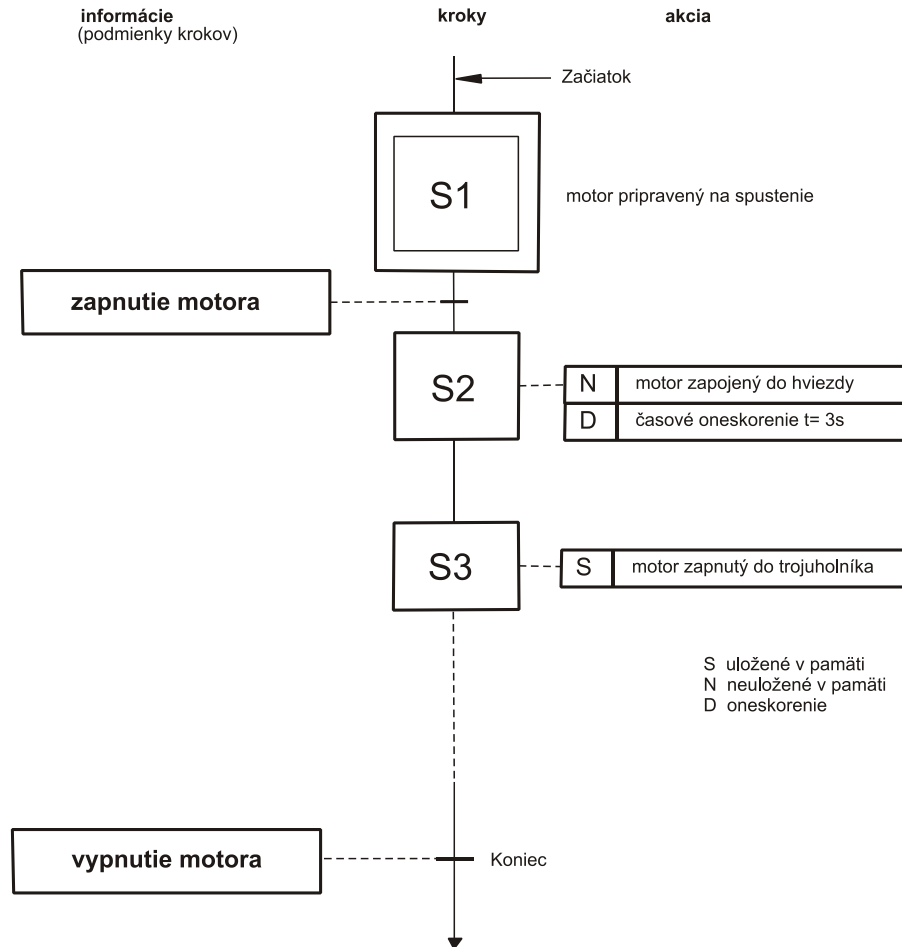 informácie
(podmienky krokov)
kroky
akcia
Začiatok
S1
motor pripravený na spustenie
zapnutie motora
S2
N motor zapojený do hviezdy
D časové oneskorenie t= 3s
S3
S motor zapnutý do trojuholníka
S uložené v pamäti
N neuložené v pamäti
D oneskorenie
vypnutie motora
Koniec